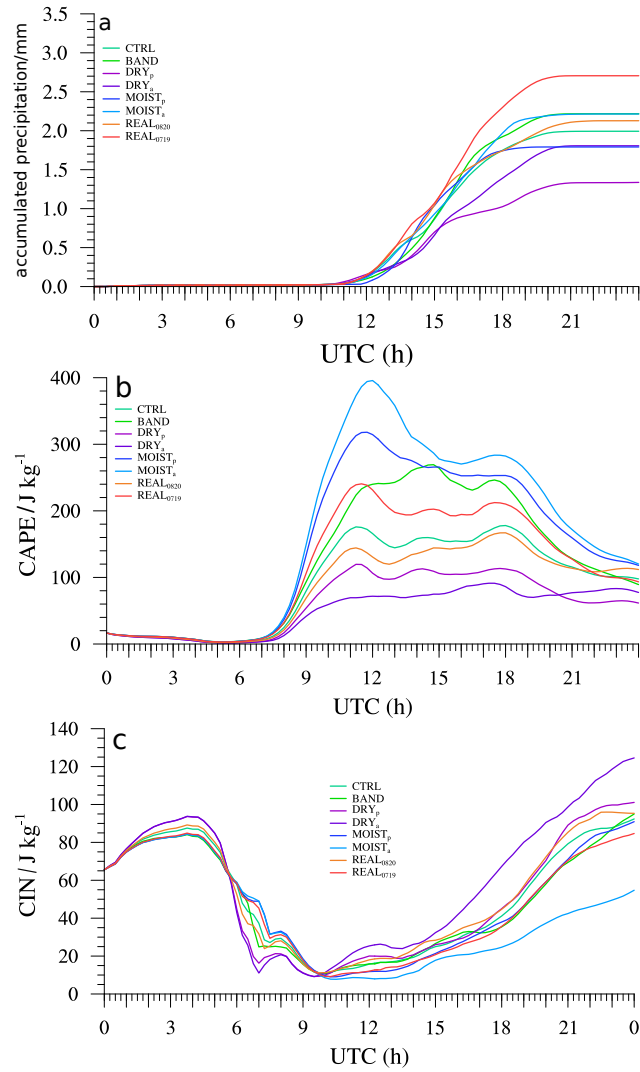 a
accumulated precipitation/mm
3.5
3.0
2.5
2.0
1.5
1.0
0.5
0.0
CTRL
BAND
DRYₚ
DRYₐ
MOISTₚ
MOISTₐ
REAL₀₈₂₀
REAL₀₇₁₉
0 3 6 9 12 15 18 21
UTC (h)
b
CAPE / J kg⁻¹
400
300
200
100
0
CTRL
BAND
DRYₚ
DRYₐ
MOISTₚ
MOISTₐ
REAL₀₈₂₀
REAL₀₇₁₉
0 3 6 9 12 15 18 21
UTC (h)
c
CIN / J kg⁻¹
140
120
100
80
60
40
20
0
CTRL
BAND
DRYₚ
DRYₐ
MOISTₚ
MOISTₐ
REAL₀₈₂₀
REAL₀₇₁₉
0 3 6 9 12 15 18 21 0
UTC (h)